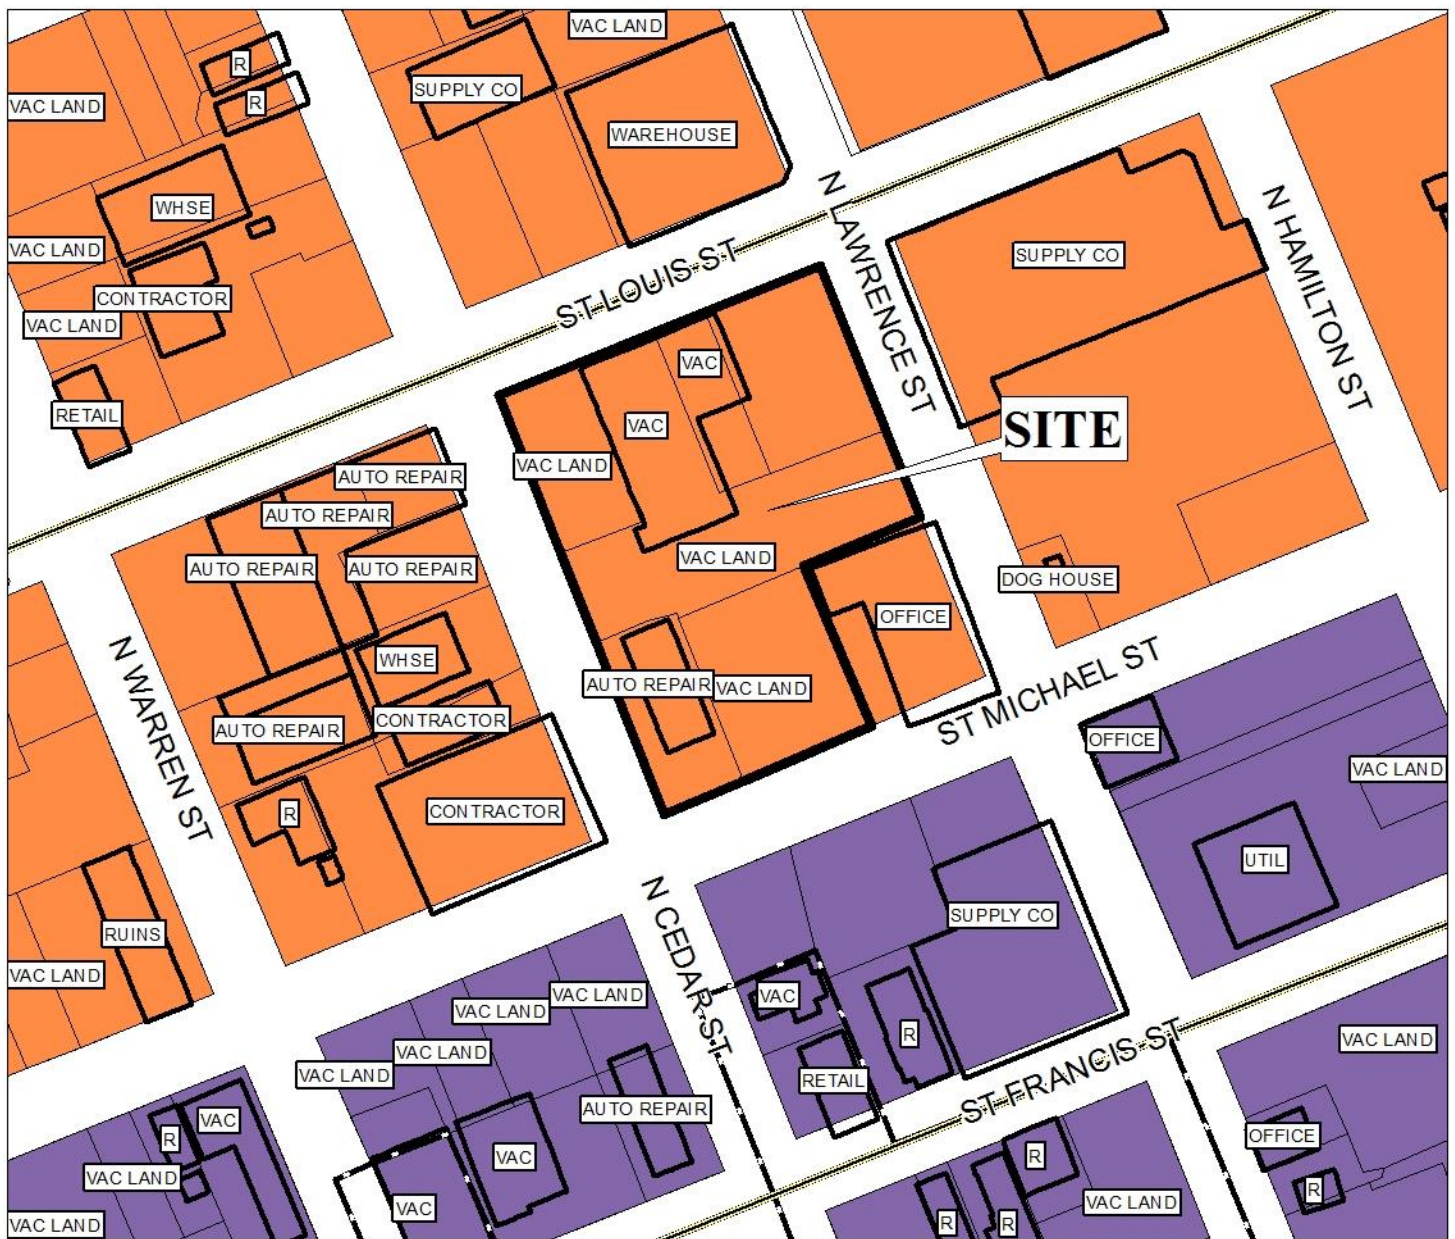 VAC LAND
R
SUPPLY CO
R
VAC LAND
WAREHOUSE
N LAWRENCE ST
WHSE
N HAMILTON ST
VAC LAND
SUPPLY CO
CONTRACTOR
ST LOUIS ST
VAC LAND
VAC
RETAIL
VAC
SITE
VAC LAND
AUTO REPAIR
AUTO REPAIR
VAC LAND
AUTO REPAIR
AUTO REPAIR
DOG HOUSE
OFFICE
WHSE
N WARREN ST
AUTO REPAIR
VAC LAND
ST MICHAEL ST
CONTRACTOR
AUTO REPAIR
OFFICE
VAC LAND
R
CONTRACTOR
UTIL
SUPPLY CO
RUINS
N CEDAR ST
VAC LAND
VAC LAND
VAC LAND
VAC
R
VAC LAND
VAC LAND
VAC LAND
RETAIL
ST FRANCIS ST
AUTO REPAIR
VAC
R
OFFICE
VAC
R
VAC LAND
R
VAC LAND
VAC
VAC LAND
R
R